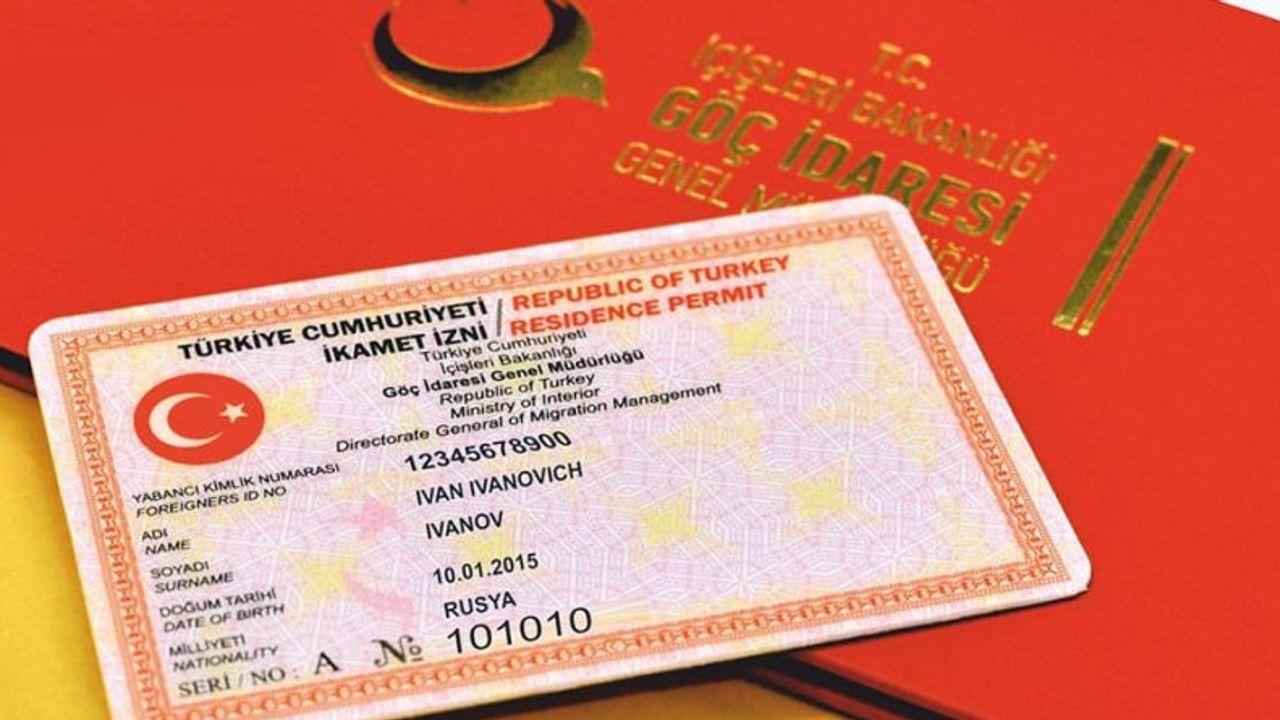 T.C.
İÇİŞLERİ BAKANLIĞI
GÖÇ İDARESİ
GENEL
TÜRKİYE CUMHURİYETİ / REPUBLIC OF TURKEY
İKAMET İZNİ / RESIDENCE PERMIT
Türkiye Cumhuriyeti
İçişleri Bakanlığı
Göç İdaresi Genel Müdürlüğü
Republic of Turkey
Ministry of Interior
Directorate General of Migration Management
YABANCI KİMLİK NUMARASI 12345678900
FOREIGNERS ID NO
ADI IVAN IVANOVICH
NAME
SOYADI IVANOV
SURNAME
DOĞUM TARİHİ 10.01.2015
DATE OF BIRTH
MİLLİYETİ RUSYA
NATIONALITY
SERİ / NO : A № 101010